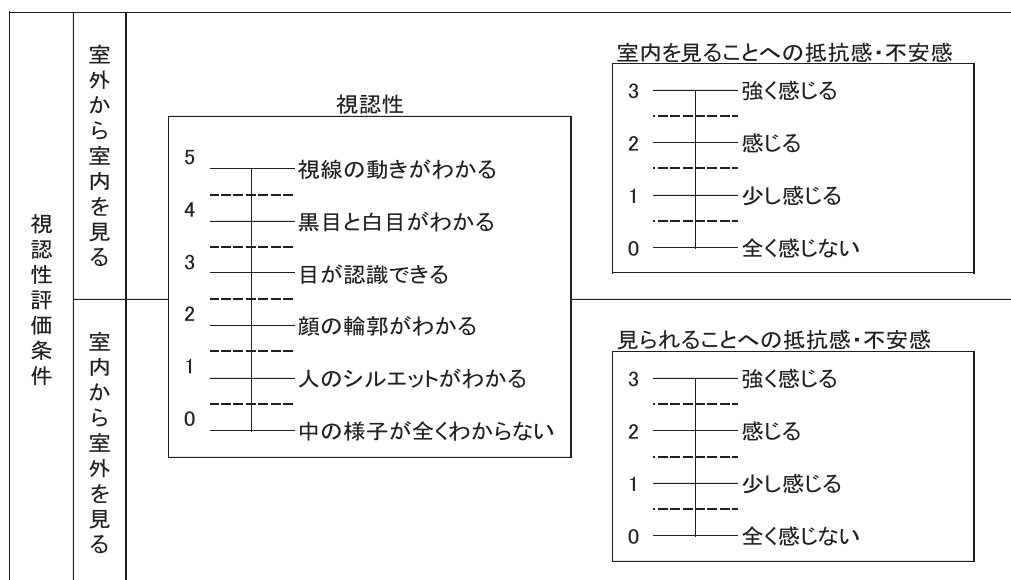 視認性評価条件
室外から室内を見る
視認性
5 視線の動きがわかる
4 黒目と白目がわかる
3 目が認識できる
2 顔の輪郭がわかる
1 人のシルエットがわかる
0 中の様子が全くわからない
室内を見ることへの抵抗感・不安感
3 強く感じる
2 感じる
1 少し感じる
0 全く感じない
室内から室外を見る
見られることへの抵抗感・不安感
3 強く感じる
2 感じる
1 少し感じる
0 全く感じない